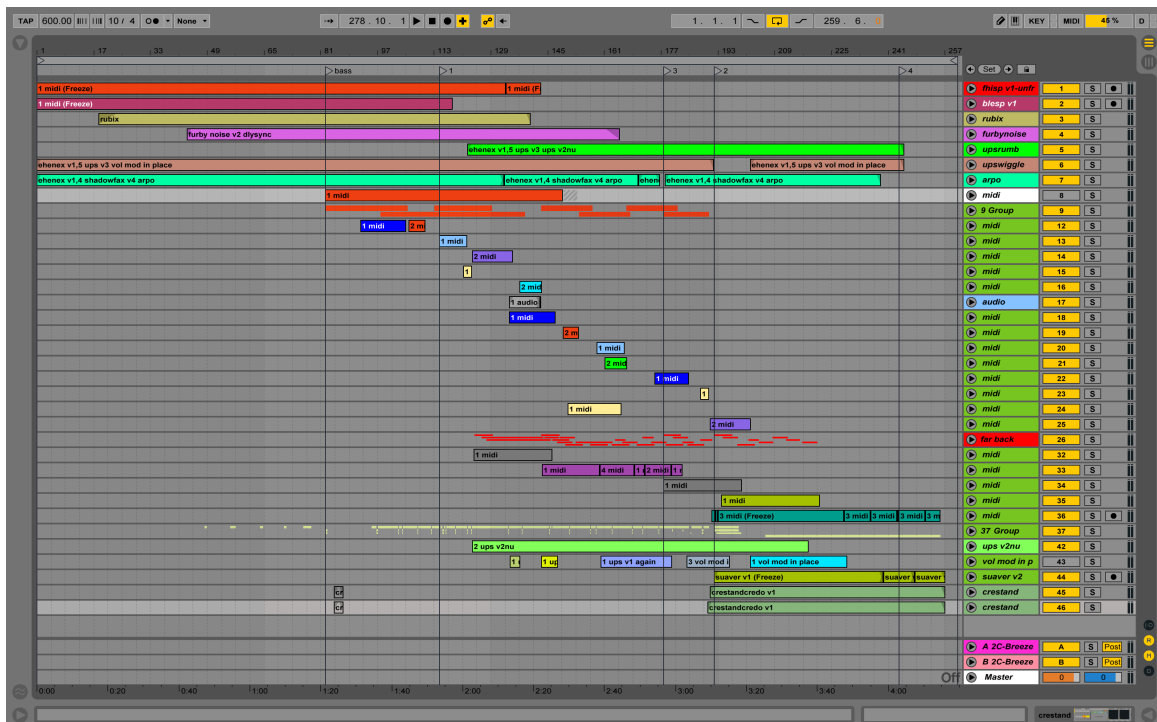 TAP 600.00 10 / 4 None 278 . 10 . 1 1 . 1 . 1 259 . 6 . 4 KEY MIDI 45 % D
1 17 33 49 65 81 97 113 129 145 161 177 193 209 225 241 257
bass 1 3 2 4 Set
1 midi (Freeze) 1 midi (F fhisp v1-unfr 1 S
1 midi (Freeze) blesp v1 2 S
rubix rubix 3 S
furby noise v2 dlysync furbynoise 4 S
ehenex v1,5 ups v3 ups v2nu upsrumb 5 S
ehenex v1,5 ups v3 vol mod in place ehenex v1,5 ups v3 vol mod in place upswiggle 6 S
ehenex v1,4 shadowfax v4 arpo ehenex v1,4 shadowfax v4 arpo ehen ehenex v1,4 shadowfax v4 arpo arpo 7 S
1 midi midi 8 S
9 Group 9 S
1 midi 2 mi midi 12 S
1 midi midi 13 S
2 midi midi 14 S
1 midi 15 S
2 mid midi 16 S
1 audio audio 17 S
1 midi midi 18 S
2 m midi 19 S
1 midi midi 20 S
2 mid midi 21 S
1 midi midi 22 S
1 midi 23 S
1 midi midi 24 S
2 midi midi 25 S
far back 26 S
1 midi midi 32 S
1 midi 4 midi 1 2 midi 1 midi 33 S
1 midi midi 34 S
1 midi midi 35 S
3 midi (Freeze) 3 midi 3 midi 3 midi 3 m midi 36 S
37 Group 37 S
2 ups v2nu ups v2nu 42 S
1 1 up 1 ups v1 again 3 vol mod i 1 vol mod in place vol mod in p 43 S
suaver v1 (Freeze) suaver suaver suaver v2 44 S
cr crestandcredo v1 crestand 45 S
cr crestandcredo v1 crestand 46 S
A 2C-Breeze A S Post
B 2C-Breeze B S Post
Off Master 0 0
0:00 0:20 0:40 1:00 1:20 1:40 2:00 2:20 2:40 3:00 3:20 3:40 4:00
crestand